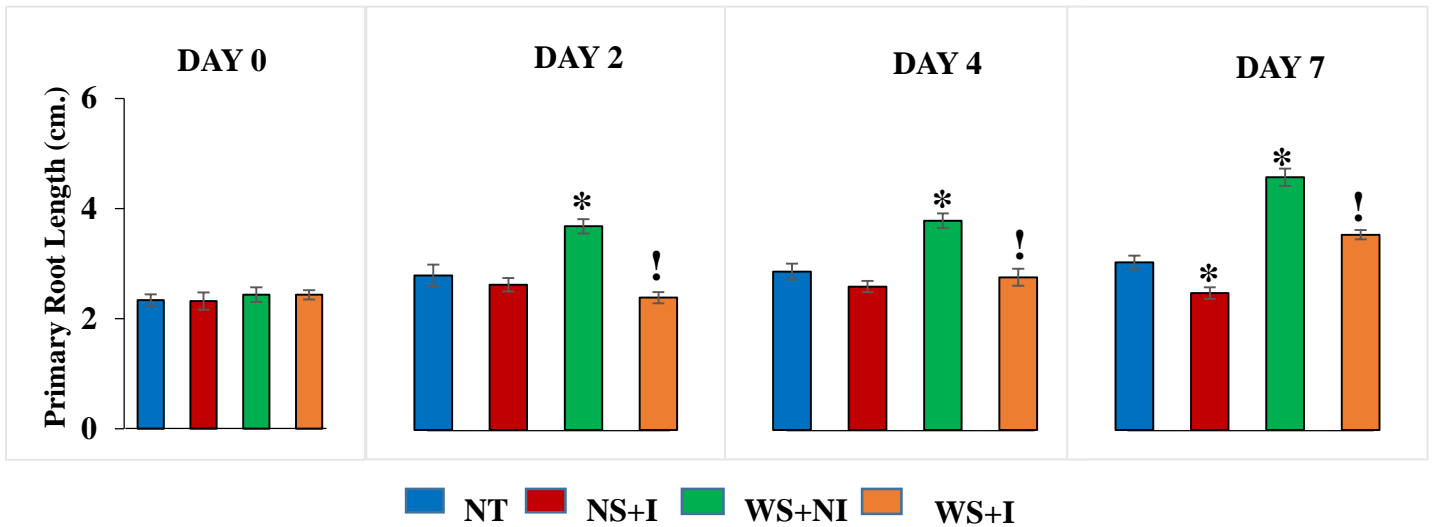 DAY 0
DAY 2
DAY 4
DAY 7
Primary Root Length (cm.)
6
4
2
0
*
!
*
!
*
*
!
NT
NS+I
WS+NI
WS+I